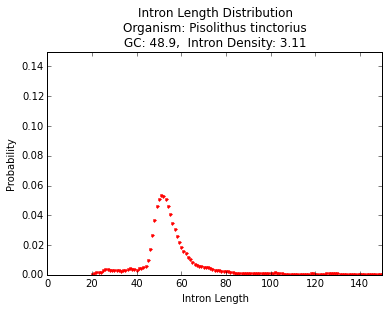 Intron Length Distribution
Organism: Pisolithus tinctorius
GC: 48.9,  Intron Density: 3.11
0.14
0.12
0.10
0.08
0.06
0.04
0.02
0.00
Probability
0 20 40 60 80 100 120 140
Intron Length